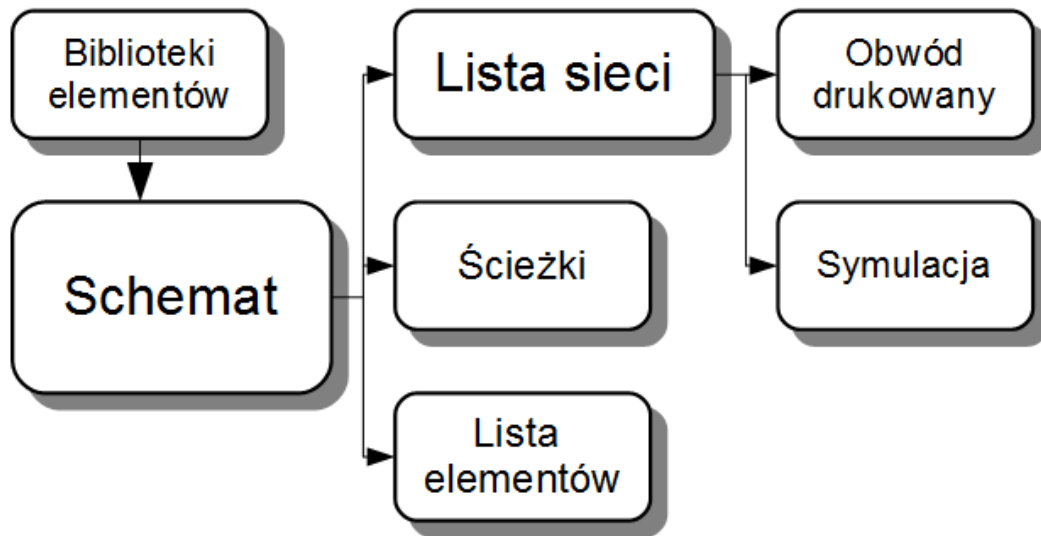 Biblioteki
elementów
Lista sieci
Obwód
drukowany
Schemat
Ścieżki
Symulacja
Lista
elementów